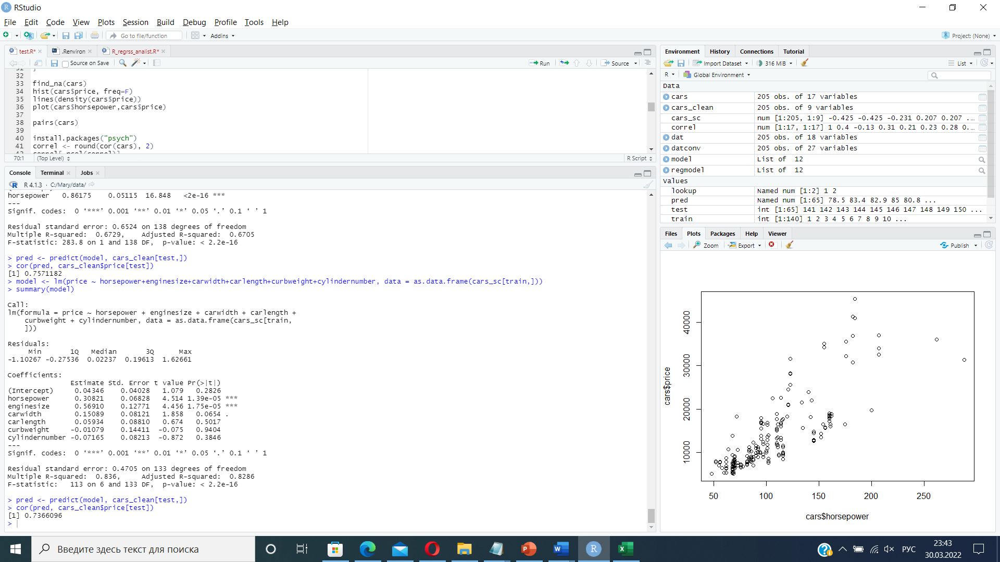 RStudio
File Edit Code View Plots Session Build Debug Profile Tools Help
Go to file/function Addins Project: (None)
test.R* .Renviron R_regrss_analist.R*
Source on Save Run Source
31 }
32
33 find_na(cars)
34 hist(cars$price, freq=F)
35 lines(density(cars$price))
36 plot(cars$horsepower,cars$price)
37
38 pairs(cars)
39
40 install.packages("psych")
41 correl <- round(cor(cars), 2)
70:1 (Top Level) R Script
Console Terminal Jobs
R 4.1.3 · C:/Mary/data/
horsepower 0.86175 0.05115 16.848 <2e-16 ***
---
Signif. codes: 0 ‘***’ 0.001 ‘**’ 0.01 ‘*’ 0.05 ‘.’ 0.1 ‘ ’ 1
Residual standard error: 0.6524 on 138 degrees of freedom
Multiple R-squared: 0.6729, Adjusted R-squared: 0.6705
F-statistic: 283.8 on 1 and 138 DF, p-value: < 2.2e-16
> pred <- predict(model, cars_clean[test,])
> cor(pred, cars_clean$price[test])
[1] 0.7571182
> model <- lm(price ~ horsepower+enginesize+carwidth+carlength+curbweight+cylindernumber, data = as.data.frame(cars_sc[train,]))
> summary(model)
Call:
lm(formula = price ~ horsepower + enginesize + carwidth + carlength +
curbweight + cylindernumber, data = as.data.frame(cars_sc[train,
]))
Residuals:
Min 1Q Median 3Q Max
-1.10267 -0.27536 0.02237 0.19613 1.62661
Coefficients:
Estimate Std. Error t value Pr(>|t|)
(Intercept) 0.04346 0.04028 1.079 0.2826
horsepower 0.30821 0.06828 4.514 1.39e-05 ***
enginesize 0.56910 0.12771 4.456 1.75e-05 ***
carwidth 0.15089 0.08121 1.858 0.0654 .
carlength 0.05934 0.08810 0.674 0.5017
curbweight -0.01079 0.14411 -0.075 0.9404
cylindernumber -0.07165 0.08213 -0.872 0.3846
---
Signif. codes: 0 ‘***’ 0.001 ‘**’ 0.01 ‘*’ 0.05 ‘.’ 0.1 ‘ ’ 1
Residual standard error: 0.4705 on 133 degrees of freedom
Multiple R-squared: 0.836, Adjusted R-squared: 0.8286
F-statistic: 113 on 6 and 133 DF, p-value: < 2.2e-16
> pred <- predict(model, cars_clean[test,])
> cor(pred, cars_clean$price[test])
[1] 0.7366096
>
Environment History Connections Tutorial
Import Dataset 316 MiB List
R Global Environment
Data
cars 205 obs. of 17 variables
cars_clean 205 obs. of 9 variables
cars_sc num [1:205, 1:9] -0.425 -0.425 -0.231 0.207 0.207 ...
correl num [1:17, 1:17] 1 0.4 -0.13 0.31 0.21 0.23 0.28 0...
dat 205 obs. of 18 variables
datconv 205 obs. of 27 variables
model List of 12
regmodel List of 12
Values
lookup Named num [1:2] 1 2
pred Named num [1:65] 78.5 83.4 82.9 85 80.8 ...
test int [1:65] 141 142 143 144 145 146 147 148 149 150 ...
train int [1:140] 1 2 3 4 5 6 7 8 9 10 ...
Files Plots Packages Help Viewer
Zoom Export Publish
cars$price
40000
30000
20000
10000
50 100 150 200 250
cars$horsepower
Введите здесь текст для поиска
РУС
23:43
30.03.2022